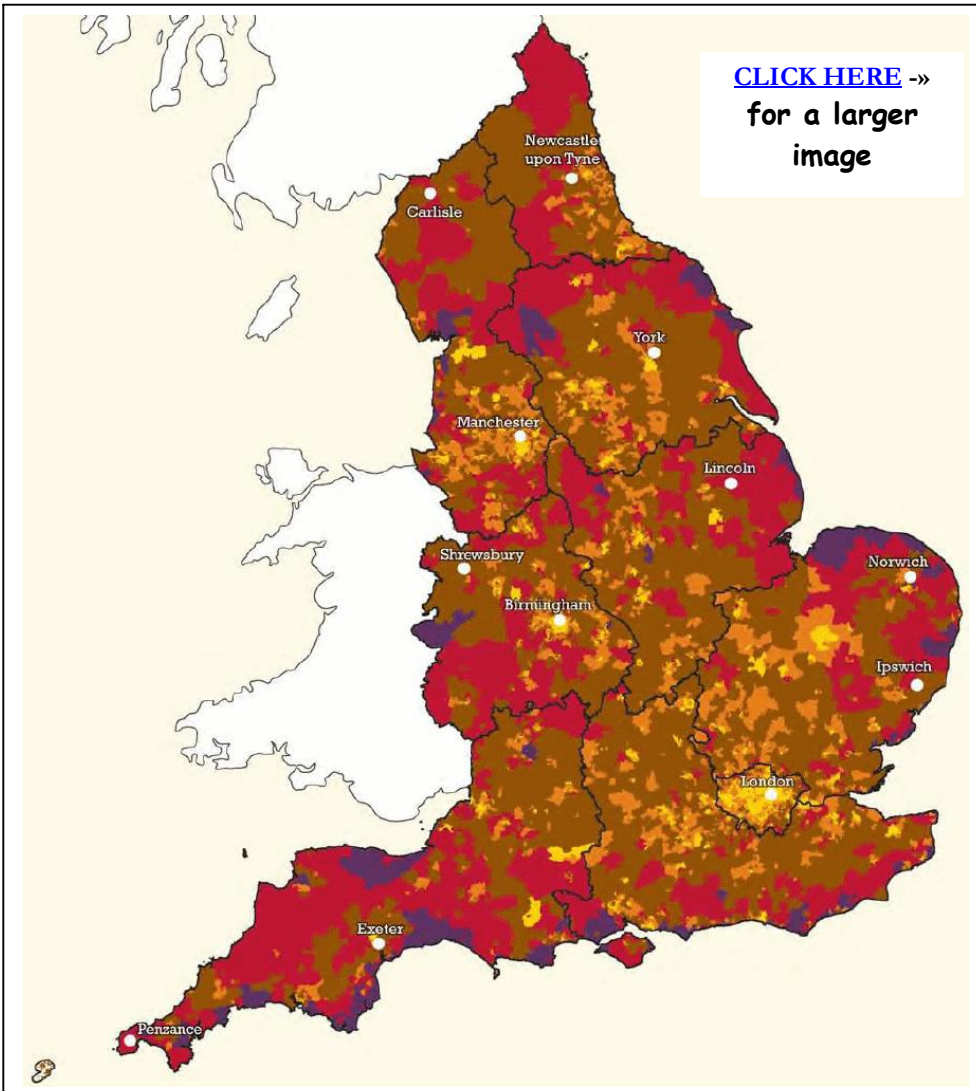 CLICK HERE -»
for a larger
image
Newcastle
upon Tyne
Carlisle
York
Manchester
Lincoln
Shrewsbury
Norwich
Birmingham
Ipswich
London
Exeter
Penzance